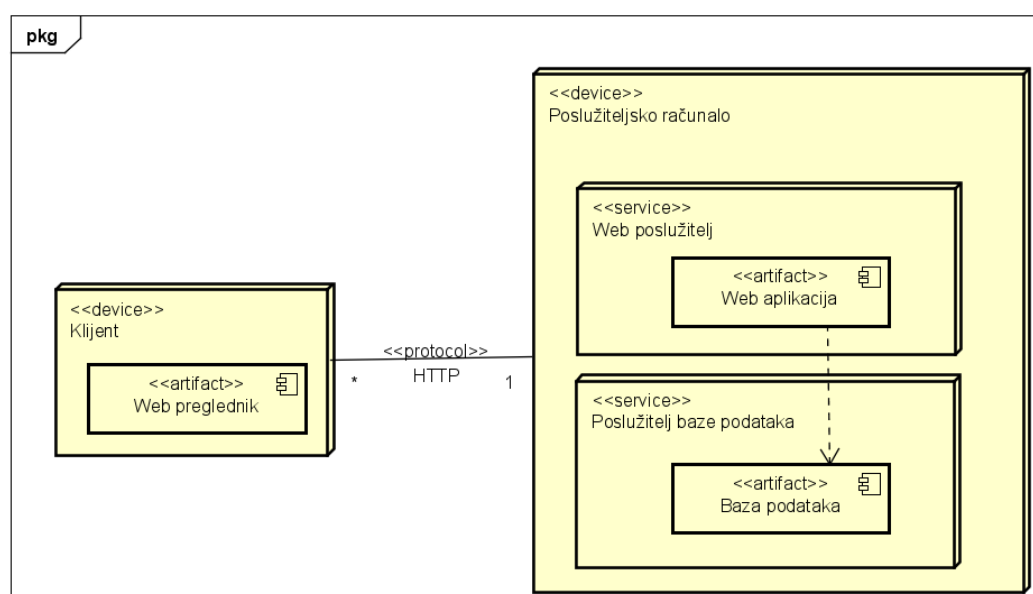 pkg
<<device>>
Poslužiteljsko računalo
<<service>>
Web poslužitelj
<<artifact>>
Web aplikacija
<<device>>
Klijent
<<artifact>>
Web preglednik
<<protocol>>
HTTP
*
1
<<service>>
Poslužitelj baze podataka
<<artifact>>
Baza podataka